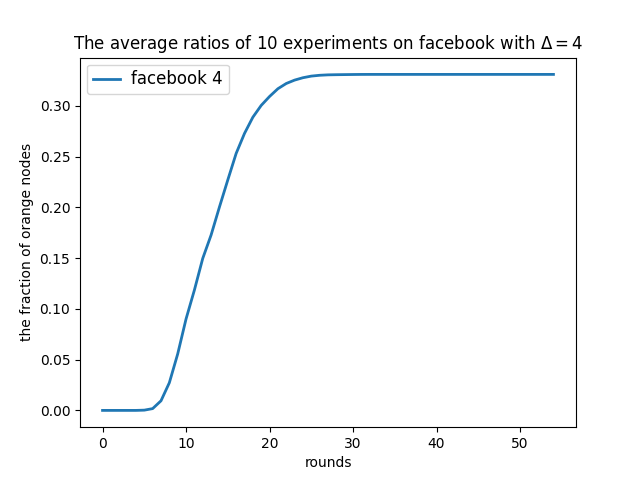 The average ratios of 10 experiments on facebook with Δ = 4
facebook 4
the fraction of orange nodes
0.30
0.25
0.20
0.15
0.10
0.05
0.00
0 10 20 30 40 50
rounds